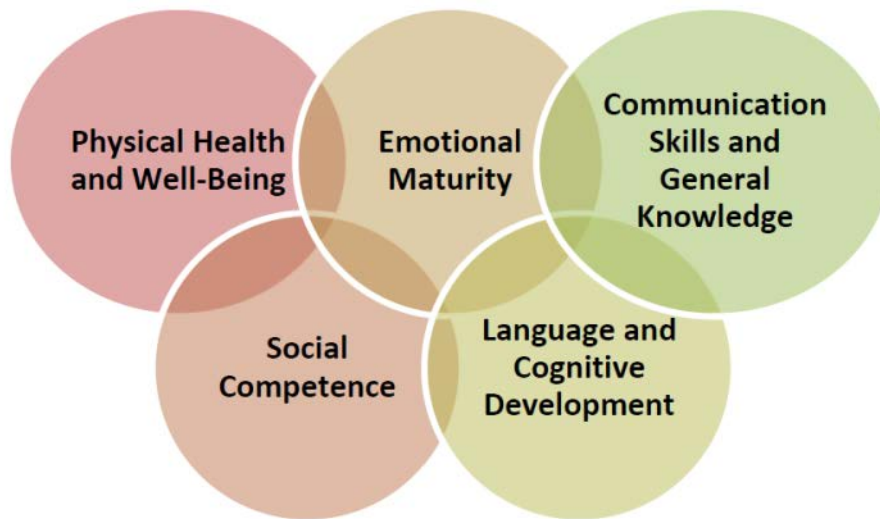 Physical Health
and Well-Being
Emotional
Maturity
Communication
Skills and
General
Knowledge
Social
Competence
Language and
Cognitive
Development